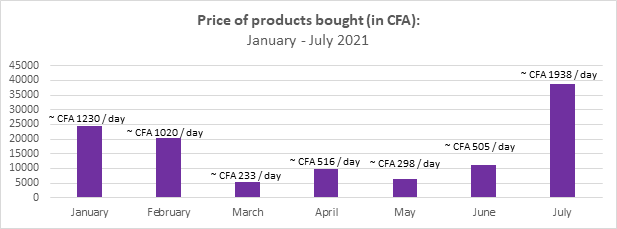 Price of products bought (in CFA):
January - July 2021
45000
40000
35000
30000
25000
20000
15000
10000
5000
0
~ CFA 1230 / day
~ CFA 1020 / day
~ CFA 233 / day
~ CFA 516 / day
~ CFA 298 / day
~ CFA 505 / day
~ CFA 1938 / day
January February March April May June July